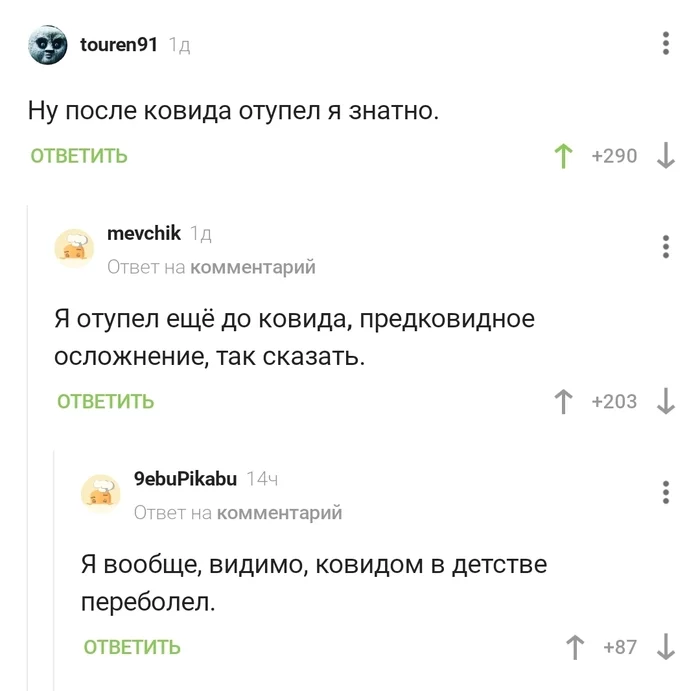 touren91 1д
Ну после ковида отупел я знатно.
ОТВЕТИТЬ +290
mevchik 1д
Ответ на комментарий
Я отупел ещё до ковида, предковидное
осложнение, так сказать.
ОТВЕТИТЬ +203
9ebuPikabu 14ч
Ответ на комментарий
Я вообще, видимо, ковидом в детстве
переболел.
ОТВЕТИТЬ +87